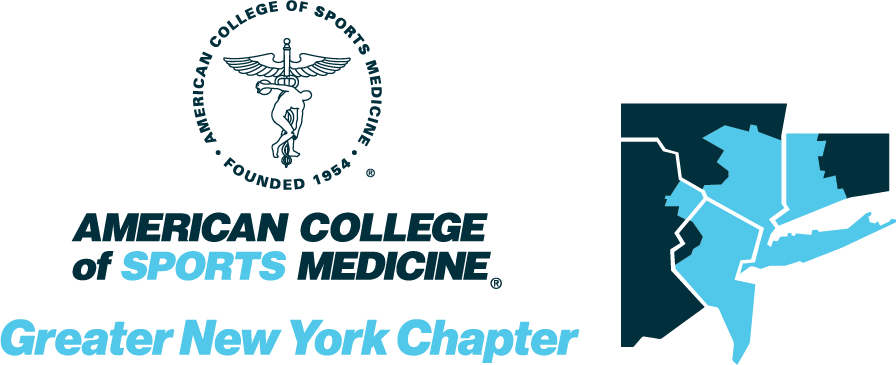 AMERICAN COLLEGE OF SPORTS MEDICINE
• FOUNDED 1954 • ®
AMERICAN COLLEGE
of SPORTS MEDICINE®
Greater New York Chapter